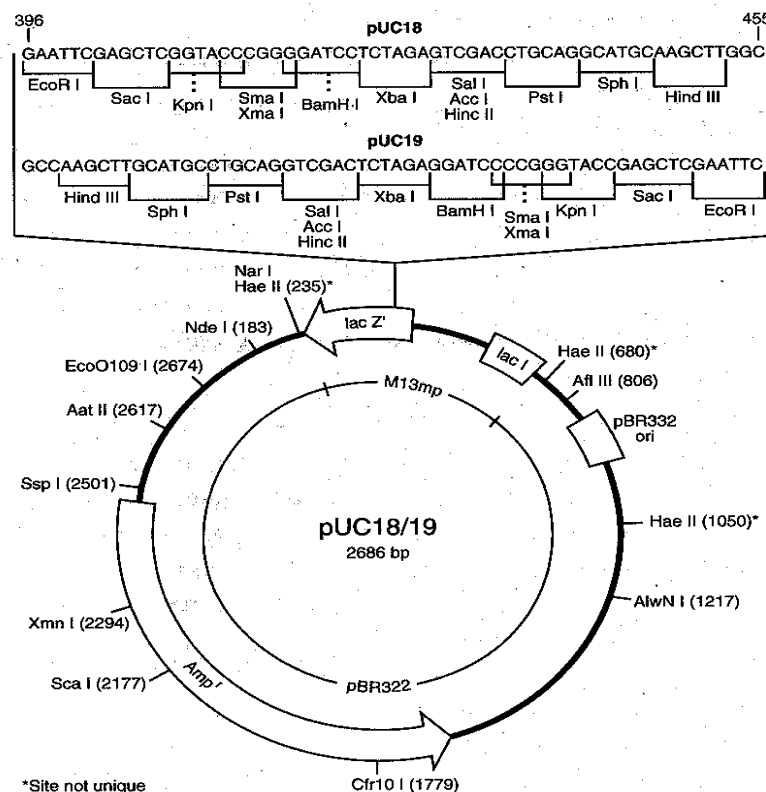 396
455
pUC18
GAATTCGAGCTCGGTACCCGGGGATCCTCTAGAGTCGACCTGCAGGCATGCAAGCTTGGC
EcoR I
Sac I
Kpn I
Sma I
Xma I
BamH I
Xba I
Sal I
Acc I
Hinc II
Pst I
Sph I
Hind III
pUC19
GCCAAGCTTGCATGCCTGCAGGTCGACTCTAGAGGATCCCCGGGTACCGAGCTCGAATTC
Hind III
Sph I
Pst I
Sal I
Acc I
Hinc II
Xba I
BamH I
Sma I
Xma I
Kpn I
Sac I
EcoR I
Nar I
Hae II (235)*
lac Z'
Nde I (183)
lac I
Hae II (680)*
EcoO109 I (2674)
M13mp
Afl III (806)
Aat II (2617)
pBR332
ori
Ssp I (2501)
pUC18/19
2686 bp
Hae II (1050)*
AlwN I (1217)
Xmn I (2294)
Sca I (2177)
Amp r
pBR322
*Site not unique
Cfr10 I (1779)